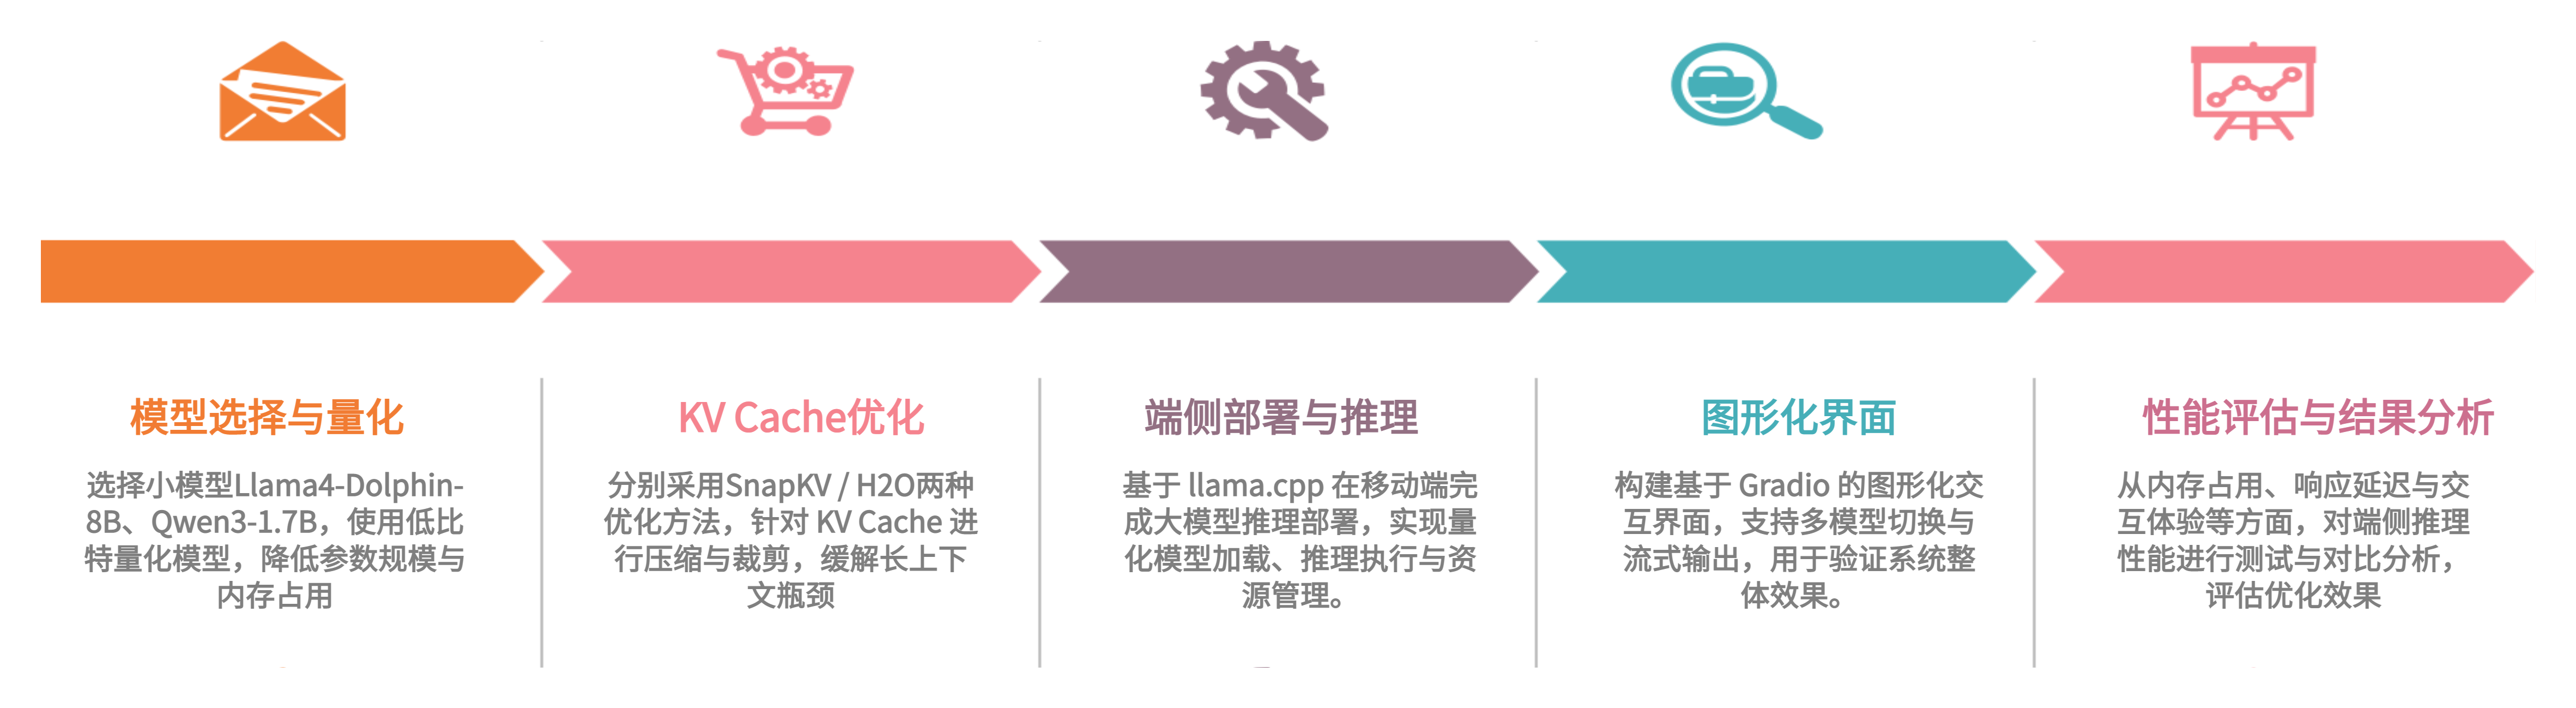 模型选择与量化
选择小模型Llama4-Dolphin-
8B、Qwen3-1.7B，使用低比
特量化模型，降低参数规模与
内存占用
KV Cache优化
分别采用SnapKV / H2O两种
优化方法，针对 KV Cache 进
行压缩与裁剪，缓解长上下
文瓶颈
端侧部署与推理
基于 llama.cpp 在移动端完
成大模型推理部署，实现量
化模型加载、推理执行与资
源管理。
图形化界面
构建基于 Gradio 的图形化交
互界面，支持多模型切换与
流式输出，用于验证系统整
体效果。
性能评估与结果分析
从内存占用、响应延迟与交
互体验等方面，对端侧推理
性能进行测试与对比分析，
评估优化效果